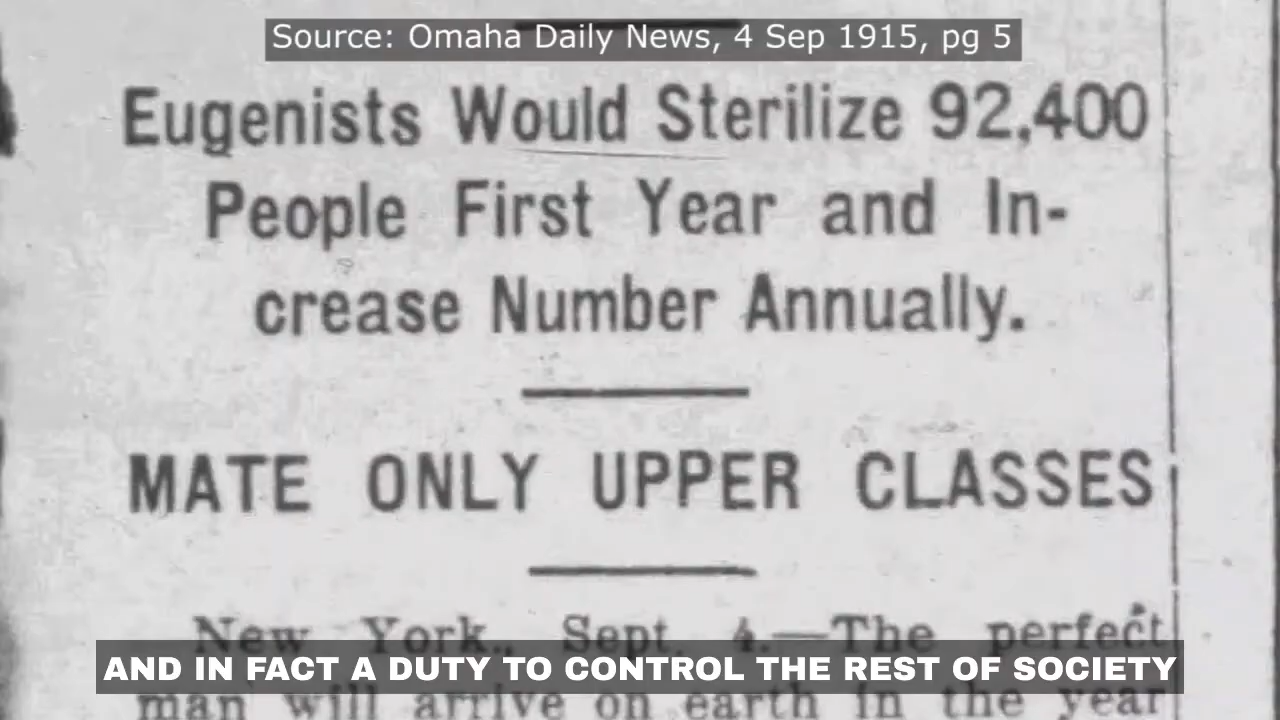 Source: Omaha Daily News, 4 Sep 1915, pg 5
Eugenists Would Sterilize 92,400
People First Year and In-
crease Number Annually.
MATE ONLY UPPER CLASSES
New York, Sept. 4.—The perfect
AND IN FACT A DUTY TO CONTROL THE REST OF SOCIETY
man will arrive on earth in the year